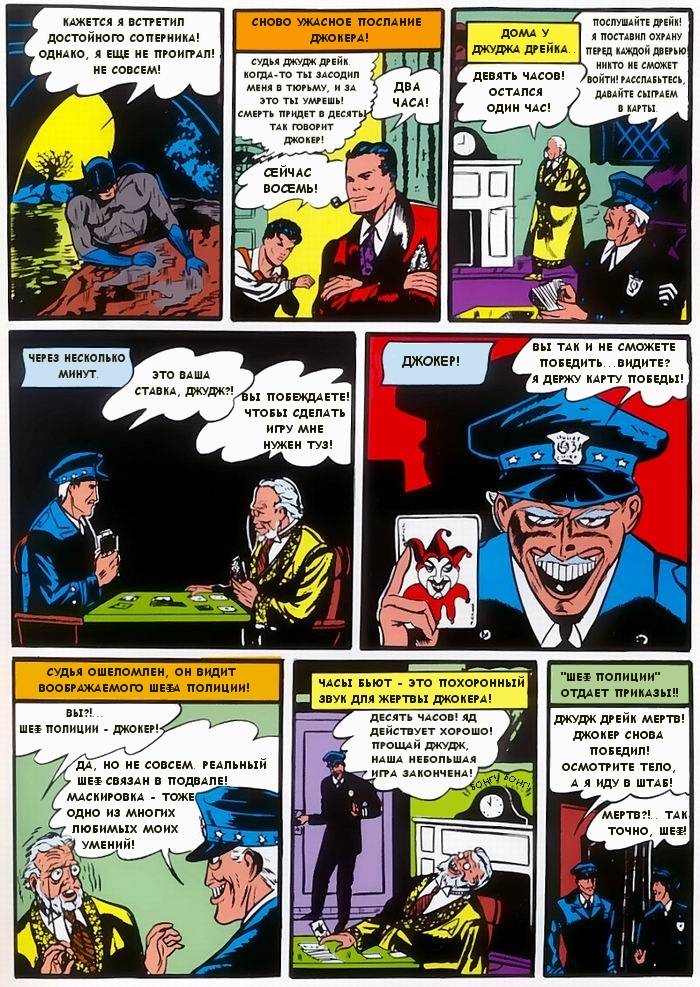 КАЖЕТСЯ Я ВСТРЕТИЛ
ДОСТОЙНОГО СОПЕРНИКА!
ОДНАКО, Я ЕЩЕ НЕ ПРОИГРАЛ!
НЕ СОВСЕМ!
СНОВО УЖАСНОЕ ПОСЛАНИЕ
ДЖОКЕРА!
СУДЬЯ ДЖУДЖ ДРЕЙК.
КОГДА-ТО ТЫ ЗАСОДИЛ
МЕНЯ В ТЮРЬМУ, И ЗА
ЭТО ТЫ УМРЕШЬ!
СМЕРТЬ ПРИДЕТ В ДЕСЯТЬ!
ТАК ГОВОРИТ
ДЖОКЕР!
ДВА
ЧАСА!
СЕЙЧАС
ВОСЕМЬ!
ДОМА У
ДЖУДЖА ДРЕЙКА...
ДЕВЯТЬ ЧАСОВ!
ОСТАЛСЯ
ОДИН ЧАС!
ПОСЛУШАЙТЕ ДРЕЙК!
Я ПОСТАВИЛ ОХРАНУ
ПЕРЕД КАЖДОЙ ДВЕРЬЮ
НИКТО НЕ СМОЖЕТ
ВОЙТИ! РАССЛАБЬТЕСЬ,
ДАВАЙТЕ СЫГРАЕМ
В КАРТЫ.
ЧЕРЕЗ НЕСКОЛЬКО
МИНУТ.
ЭТО ВАША
СТАВКА, ДЖУДЖ?!
ВЫ ПОБЕЖДАЕТЕ!
ЧТОБЫ СДЕЛАТЬ
ИГРУ МНЕ
НУЖЕН ТУЗ!
ДЖОКЕР!
ВЫ ТАК И НЕ СМОЖЕТЕ
ПОБЕДИТЬ...ВИДИТЕ?
Я ДЕРЖУ КАРТУ ПОБЕДЫ!
СУДЬЯ ОШЕЛОМЛЕН, ОН ВИДИТ
ВООБРАЖАЕМОГО ШЕФА ПОЛИЦИИ!
ВЫ?!...
ШЕФ ПОЛИЦИИ - ДЖОКЕР!
ДА, НО НЕ СОВСЕМ. РЕАЛЬНЫЙ
ШЕФ СВЯЗАН В ПОДВАЛЕ!
МАСКИРОВКА - ТОЖЕ
ОДНО ИЗ МНОГИХ
ЛЮБИМЫХ МОИХ
УМЕНИЙ!
ЧАСЫ БЬЮТ - ЭТО ПОХОРОННЫЙ
ЗВУК ДЛЯ ЖЕРТВЫ ДЖОКЕРА!
ДЕСЯТЬ ЧАСОВ! ЯД
ДЕЙСТВУЕТ ХОРОШО!
ПРОЩАЙ ДЖУДЖ,
НАША НЕБОЛЬШАЯ
ИГРА ЗАКОНЧЕНА!
БОНГ! БОНГ!
"ШЕФ ПОЛИЦИИ"
ОТДАЕТ ПРИКАЗЫ!!
ДЖУДЖ ДРЕЙК МЕРТВ!
ДЖОКЕР СНОВА
ПОБЕДИЛ!
ОСМОТРИТЕ ТЕЛО,
А Я ИДУ В ШТАБ!
МЕРТВ?!.. ТАК
ТОЧНО, ШЕФ!